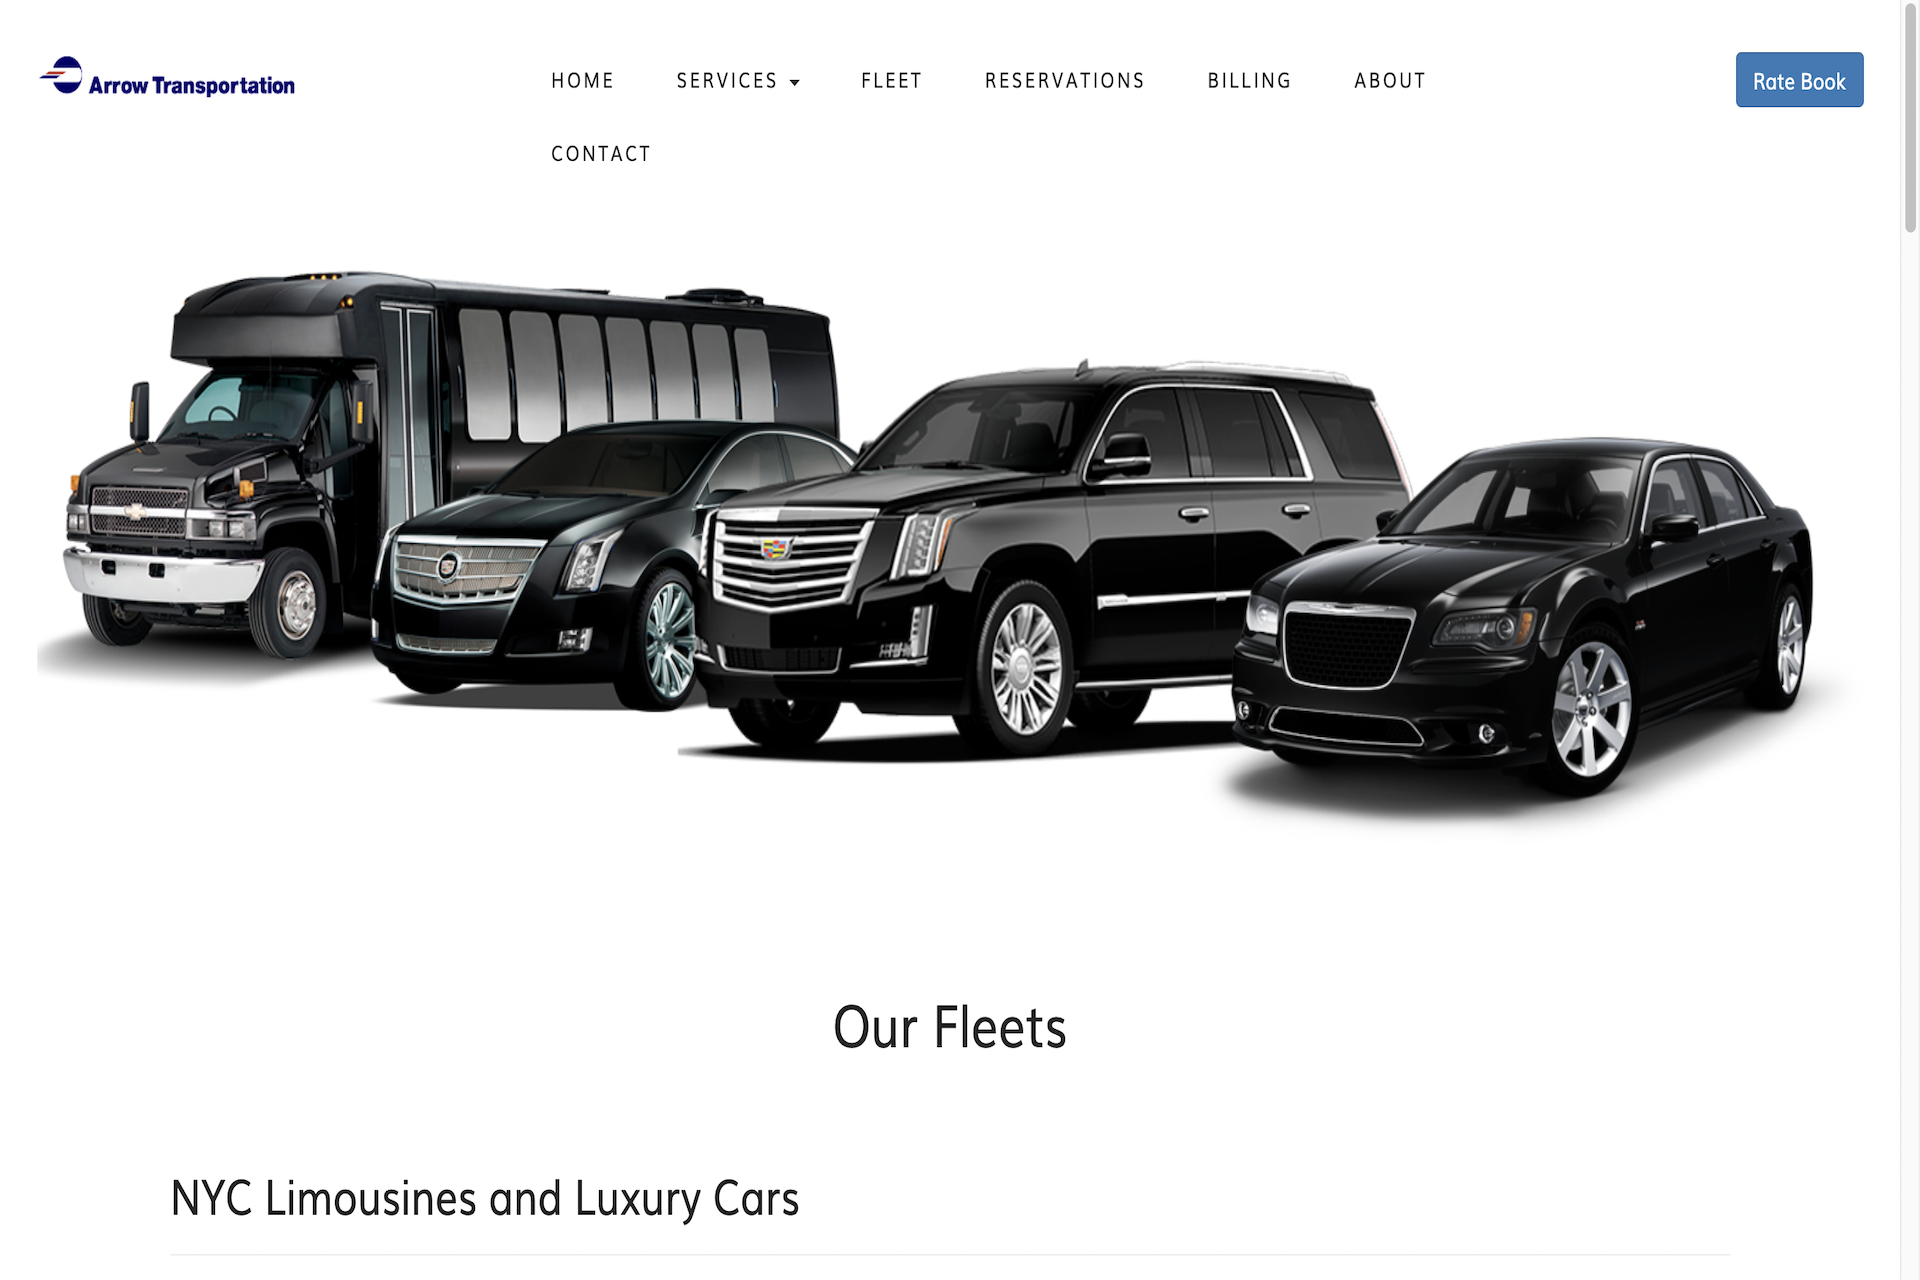 Arrow Transportation
HOME SERVICES FLEET RESERVATIONS BILLING ABOUT
CONTACT
Rate Book
Our Fleets
NYC Limousines and Luxury Cars